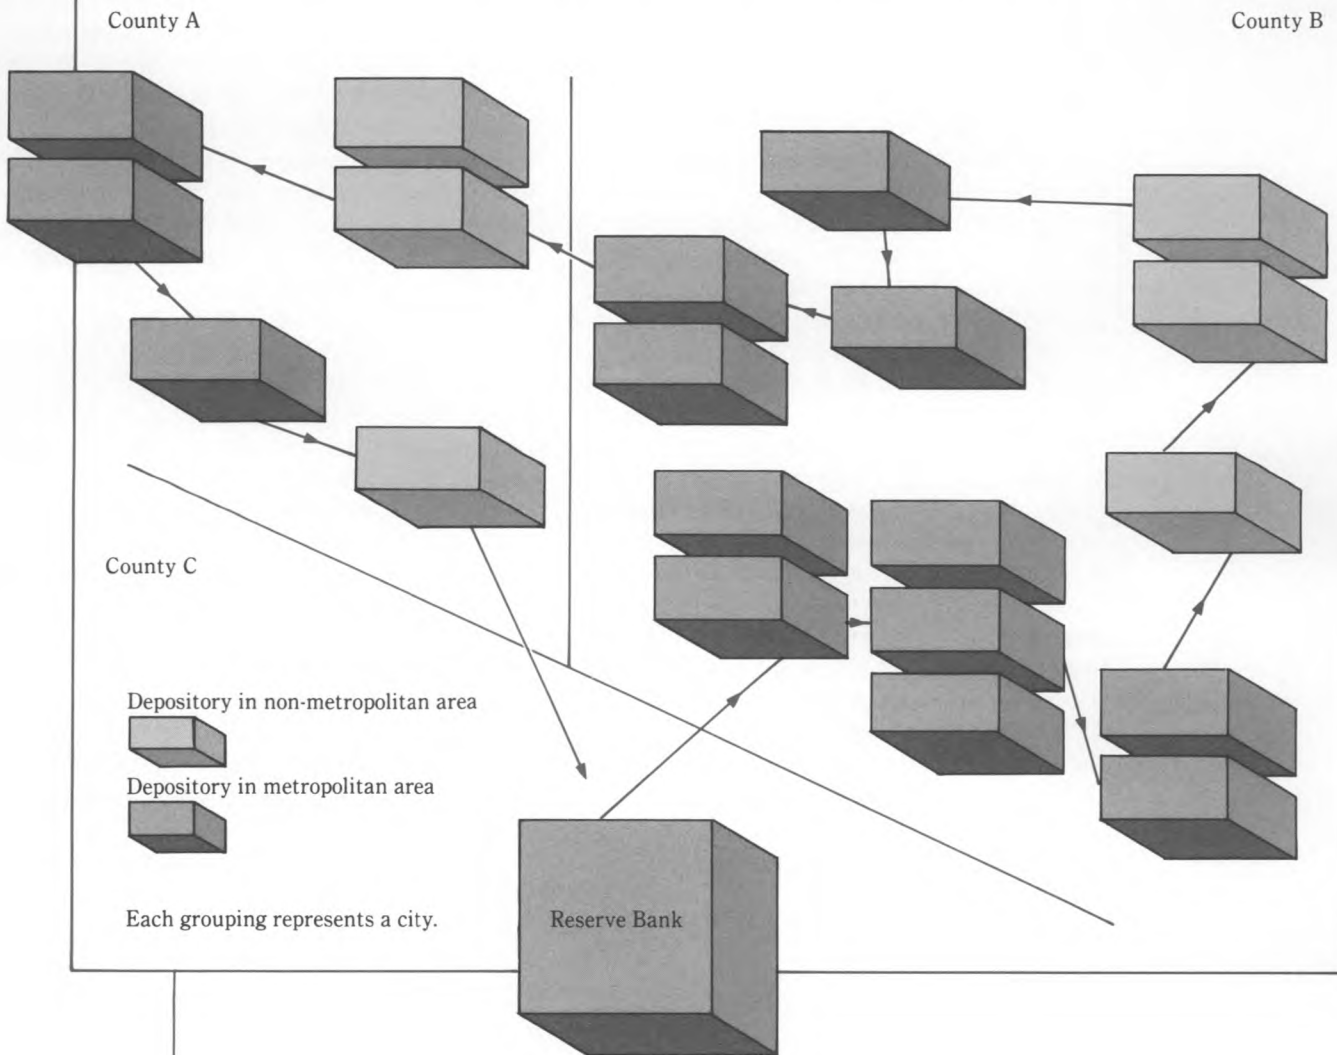 County A
County B
County C
Depository in non-metropolitan area
Depository in metropolitan area
Each grouping represents a city.
Reserve Bank